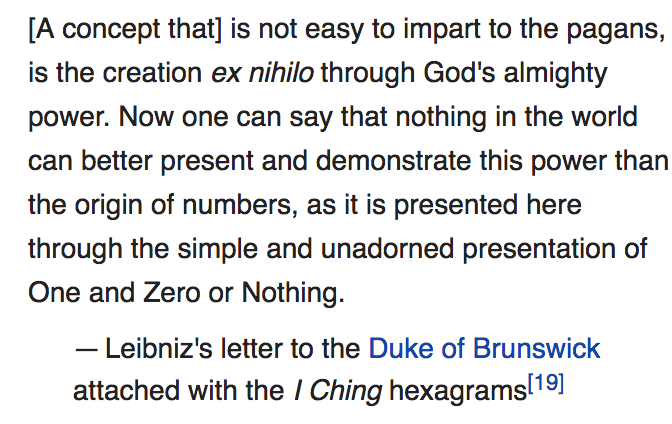 [A concept that] is not easy to impart to the pagans,
is the creation ex nihilo through God's almighty
power. Now one can say that nothing in the world
can better present and demonstrate this power than
the origin of numbers, as it is presented here
through the simple and unadorned presentation of
One and Zero or Nothing.
— Leibniz's letter to the Duke of Brunswick
attached with the I Ching hexagrams[19]